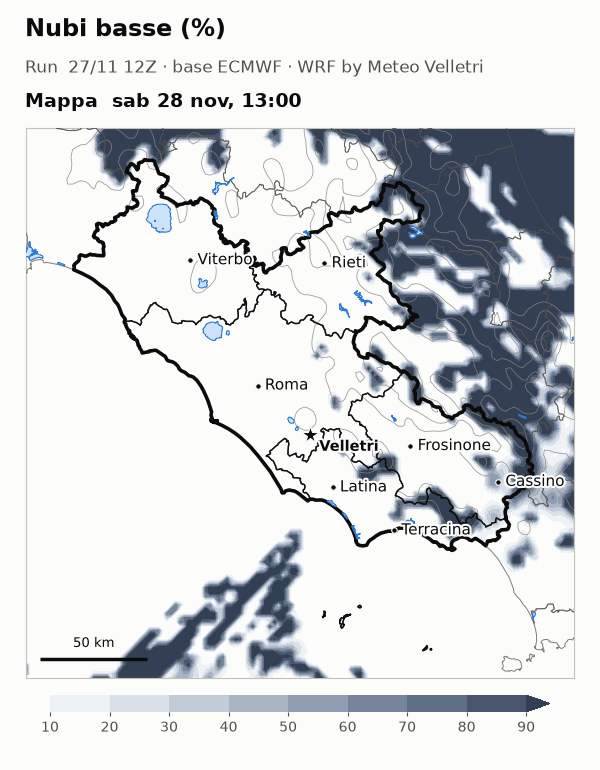 Nubi basse (%)
Run 27/11 12Z · base ECMWF · WRF by Meteo Velletri
Mappa sab 28 nov, 13:00
Viterbo
Rieti
Roma
Velletri
Frosinone
Cassino
Latina
Terracina
50 km
10 20 30 40 50 60 70 80 90